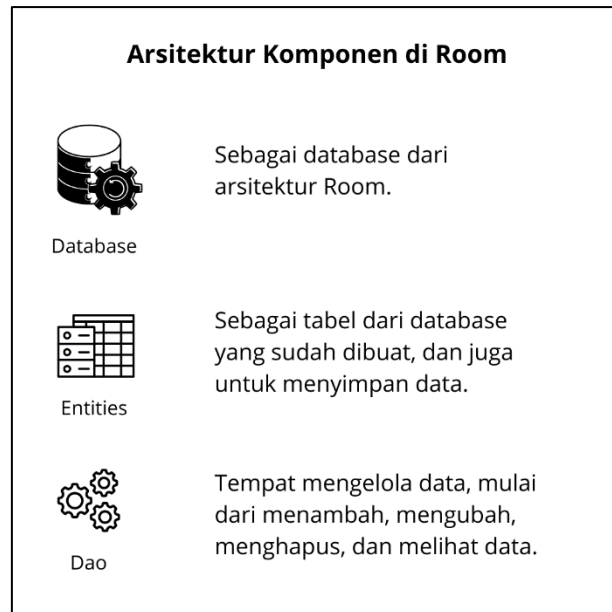 Arsitektur Komponen di Room
Sebagai database dari
arsitektur Room.
Database
Sebagai tabel dari database
yang sudah dibuat, dan juga
untuk menyimpan data.
Entities
Tempat mengelola data, mulai
dari menambah, mengubah,
menghapus, dan melihat data.
Dao